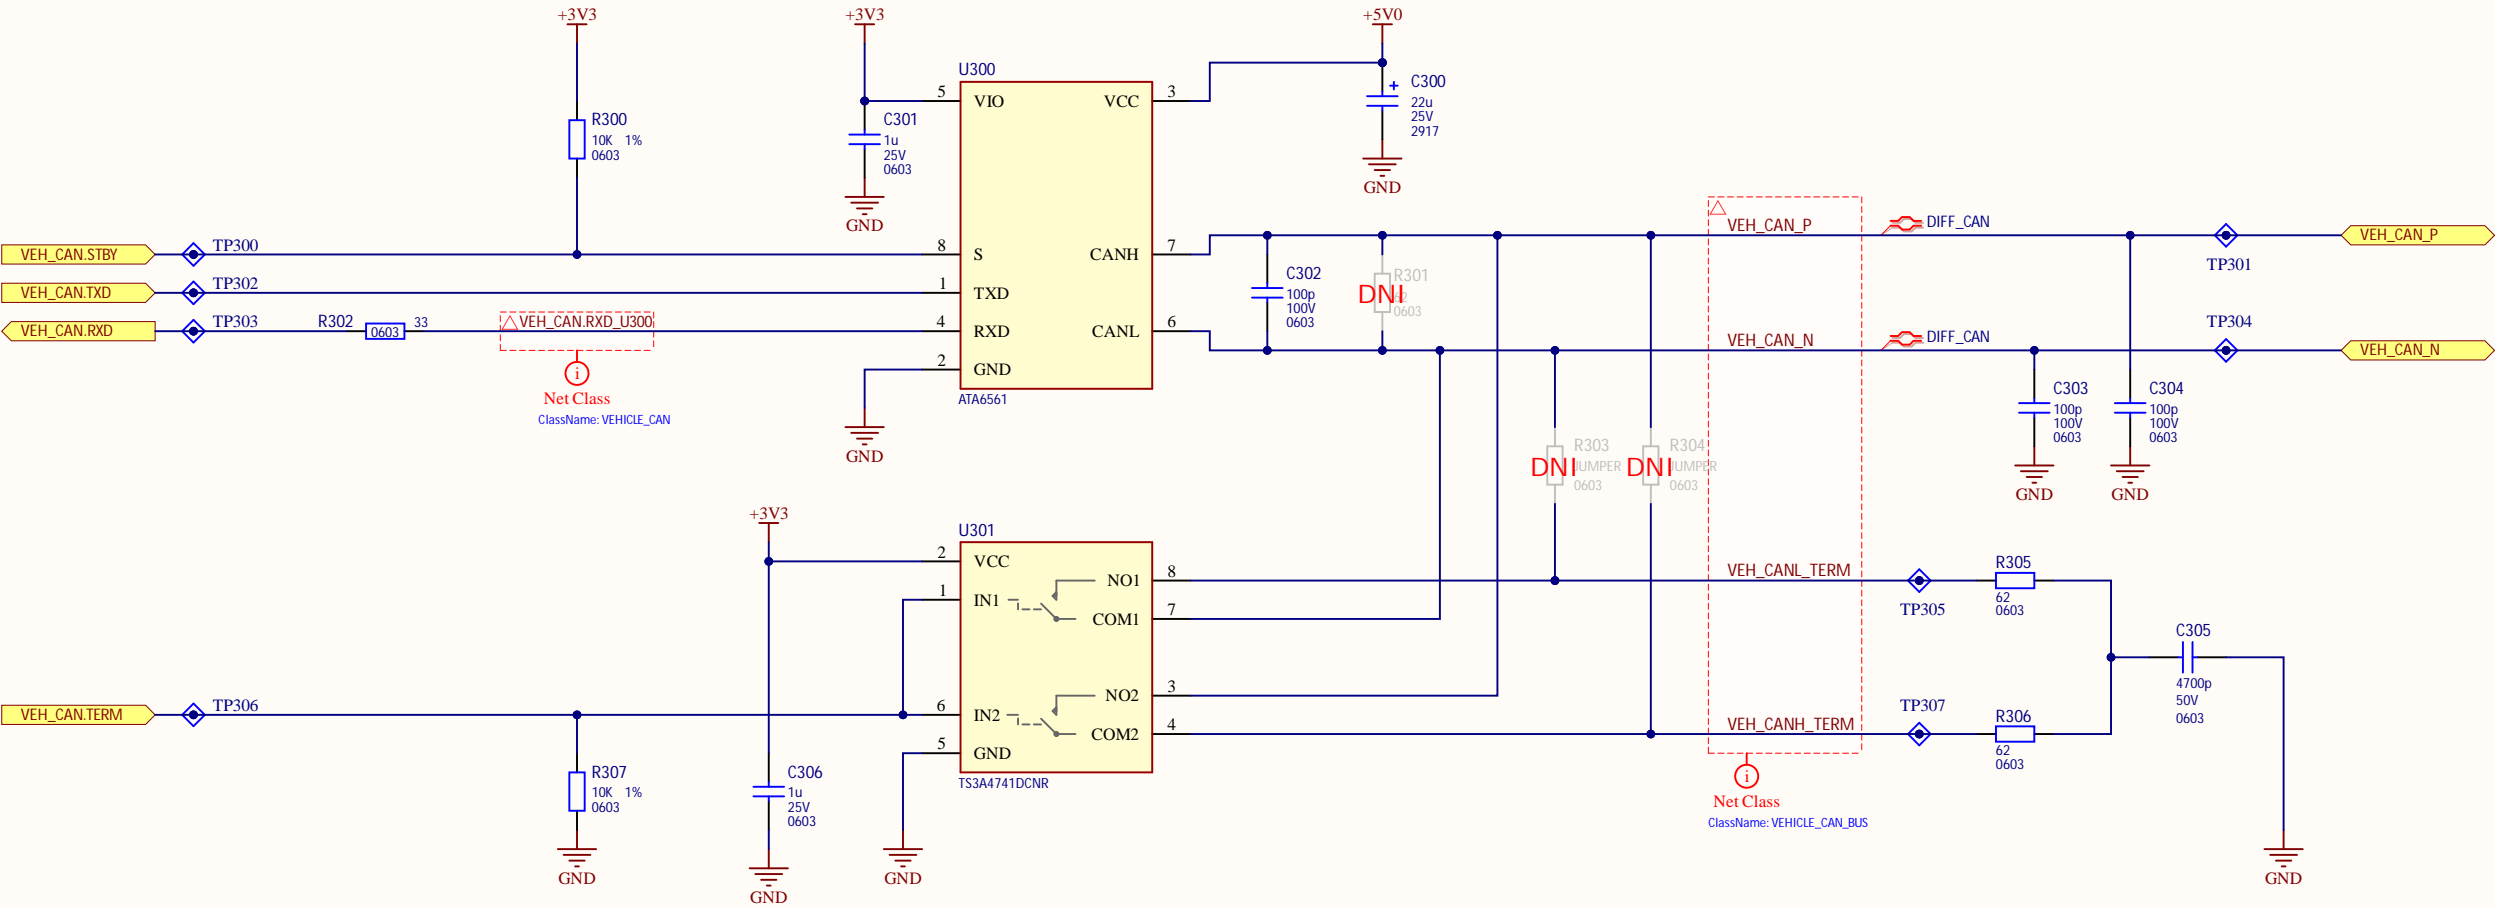 +3V3
+3V3
+5V0
U300
5
VIO
VCC
3
C300
22u
25V
2917
R300
10K 1%
0603
C301
1u
25V
0603
GND
GND
VEH_CAN.STBY
TP300
8
S
CANH
7
VEH_CAN_P
DIFF_CAN
TP301
VEH_CAN_P
VEH_CAN.TXD
TP302
1
TXD
C302
100p
100V
0603
R301
DNI
0603
VEH_CAN.RXD
TP303
R302
0603
33
VEH_CAN.RXD_U300
4
RXD
CANL
6
VEH_CAN_N
DIFF_CAN
TP304
VEH_CAN_N
2
GND
ATA6561
i
Net Class
ClassName: VEHICLE_CAN
GND
C303
100p
100V
0603
GND
C304
100p
100V
0603
GND
R303
DNI
JUMPER
0603
R304
DNI
JUMPER
0603
+3V3
U301
2
VCC
NO1
8
VEH_CANL_TERM
TP305
R305
62
0603
1
IN1
COM1
7
C305
4700p
50V
0603
NO2
3
VEH_CAN.TERM
TP306
6
IN2
COM2
4
VEH_CANH_TERM
TP307
R306
62
0603
5
GND
TS3A4741DCNR
R307
10K 1%
0603
GND
C306
1u
25V
0603
GND
GND
i
Net Class
ClassName: VEHICLE_CAN_BUS
GND